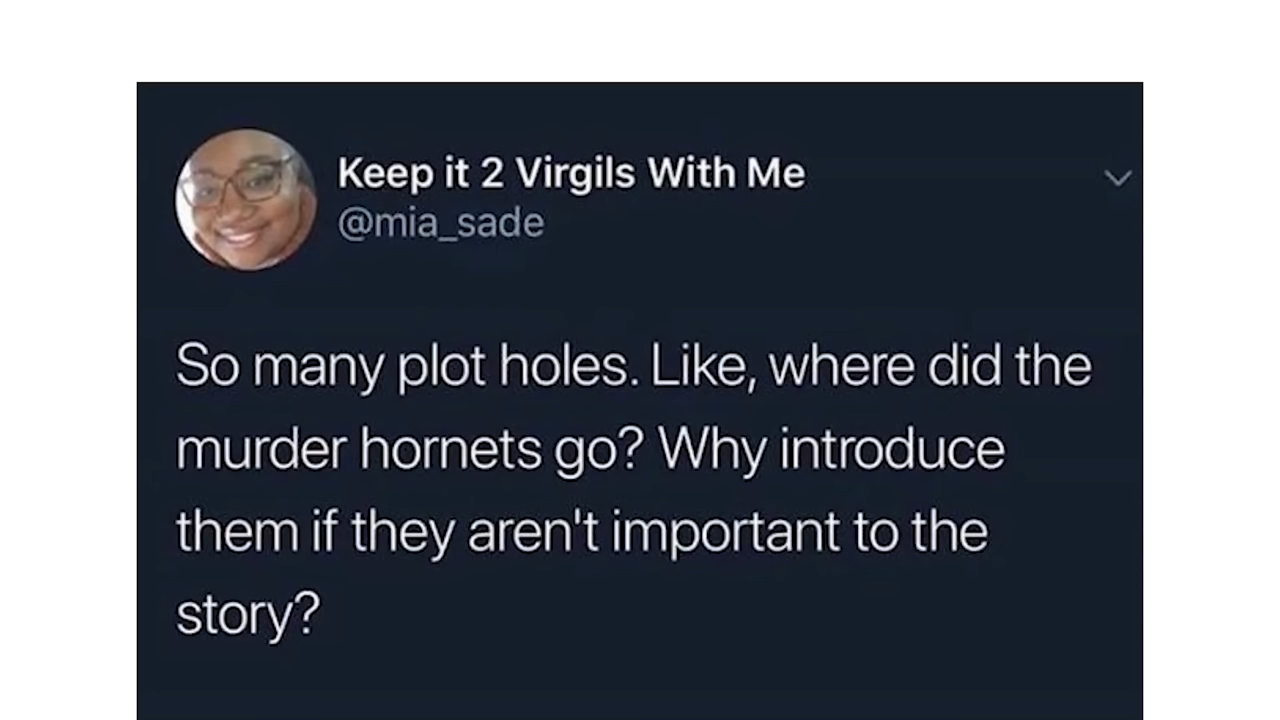 Keep it 2 Virgils With Me
@mia_sade
So many plot holes. Like, where did the
murder hornets go? Why introduce
them if they aren't important to the
story?